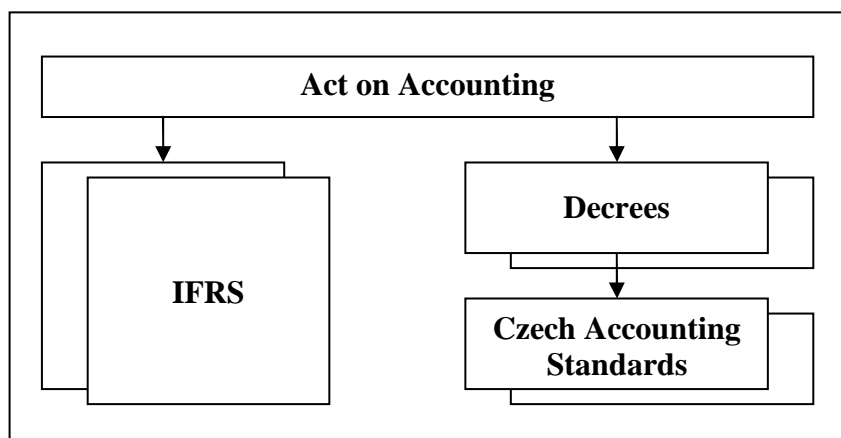 Act on Accounting
Decrees
IFRS
Czech Accounting
Standards